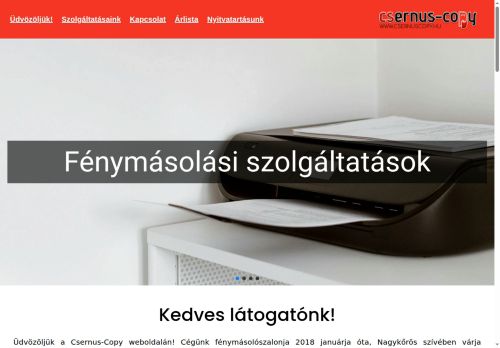 Üdvözöljük! Szolgáltatásaink Kapcsolat Árlista Nyitvatartásunk
csernus-copy
WWW.CSERNUSCOPY.HU
Fénymásolási szolgáltatások
Kedves látogatónk!
Üdvözöljük a Csernus-Copy weboldalán! Cégünk fénymásolószalonja 2018 januárja óta, Nagykőrös szívében várja